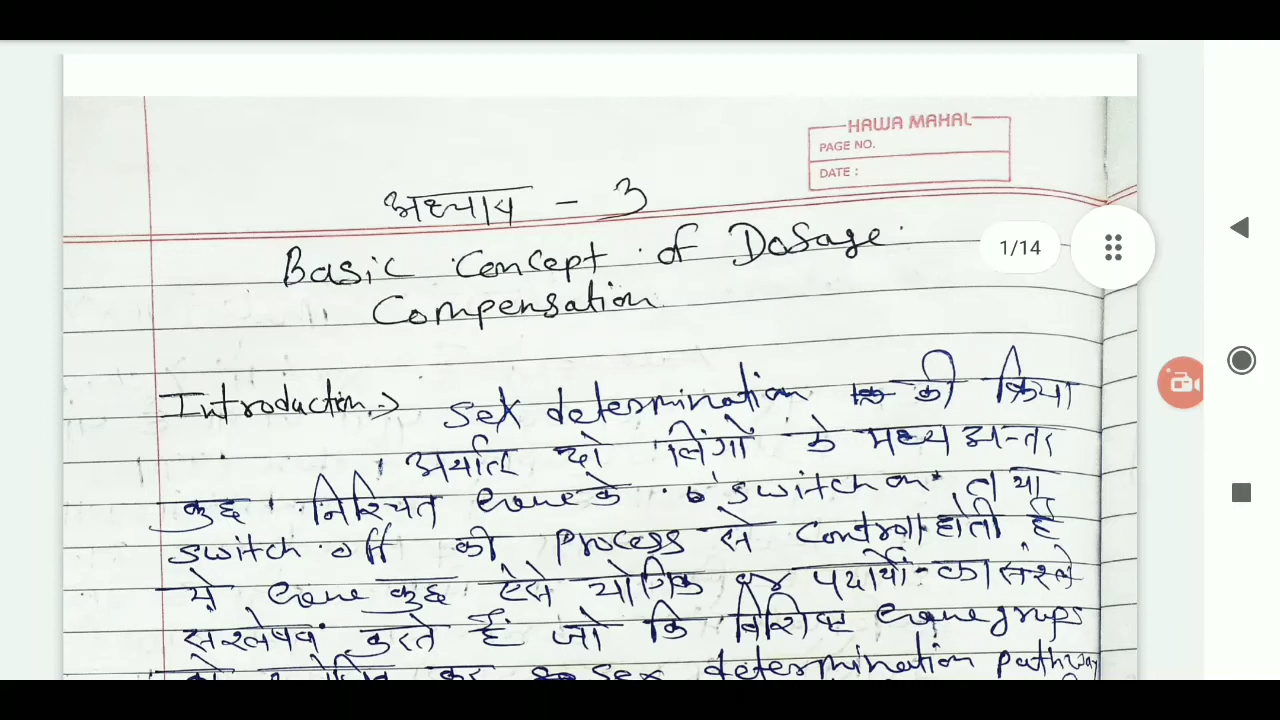 HAWA MAHAL
PAGE NO.
DATE :
अध्याय - 3
Basic Concept of Dosage
Compensation
1/14
Introduction :-> Sex determination की क्रिया
अर्थात दो लिंगों के मध्य अन्तर
कुछ निश्चित Gene के switch on तथा
switch off की process से control होती है
ये Gene कुछ ऐसे योगिक पदार्थो का संश्ले
सश्लेषण करते हैं जो कि विशिष्ट Gene grups
sex determination pathway